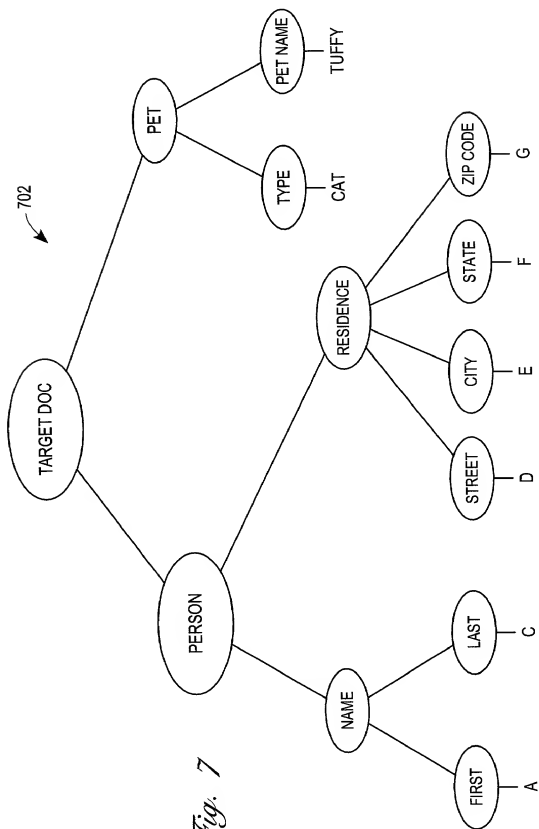 702
TARGET DOC
PERSON
PET
NAME
RESIDENCE
TYPE
PET NAME
CAT
TUFFY
FIRST
LAST
STREET
CITY
STATE
ZIP CODE
A
C
D
E
F
G
Fig. 7